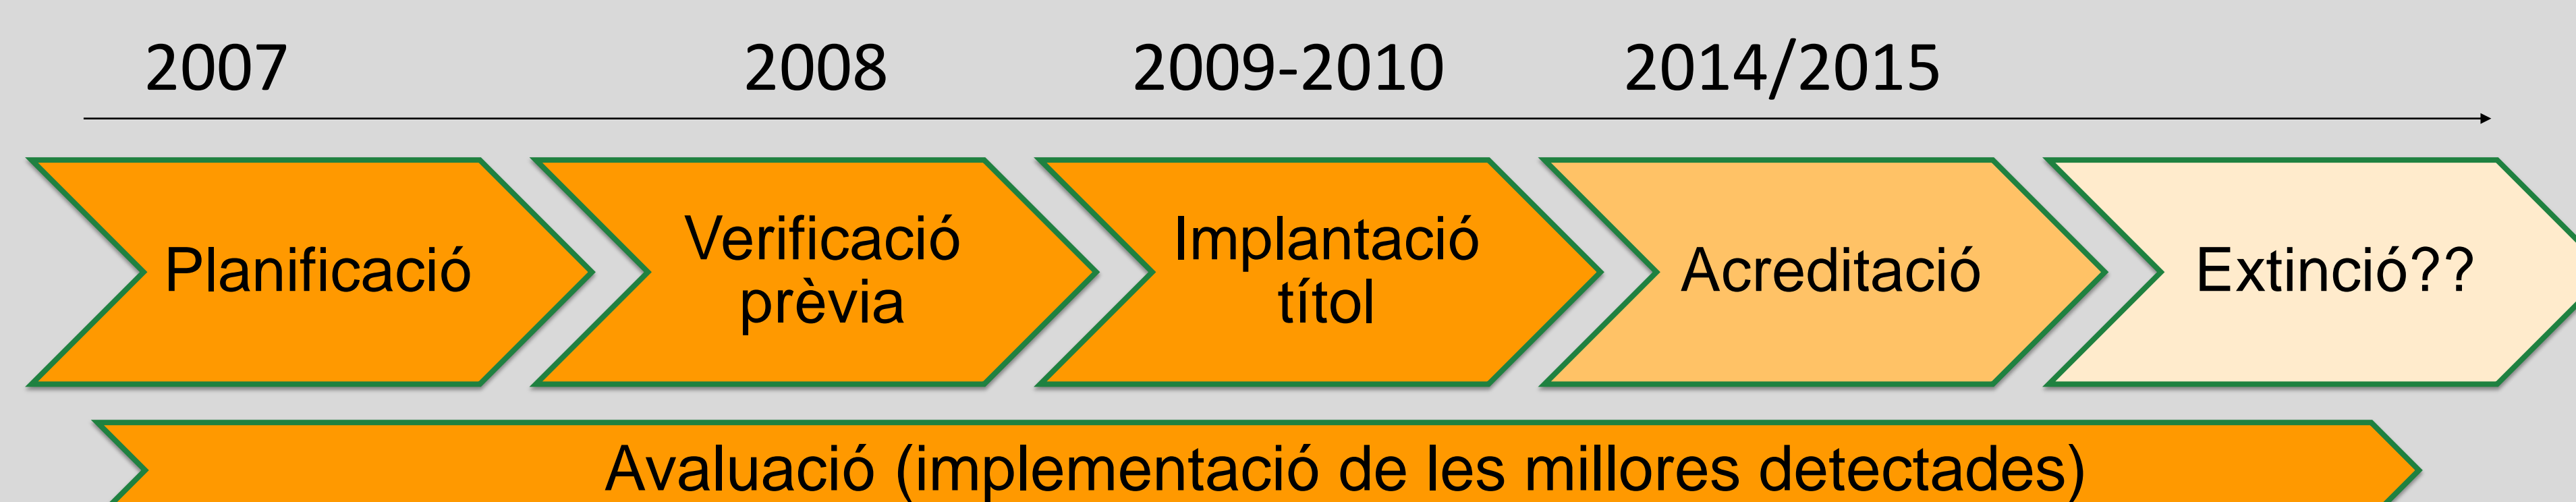 2007 2008 2009-2010 2014/2015
Planificació
Verificació
prèvia
Implantació
títol
Acreditació
Extinció??
Avaluació (implementació de les millores detectades)